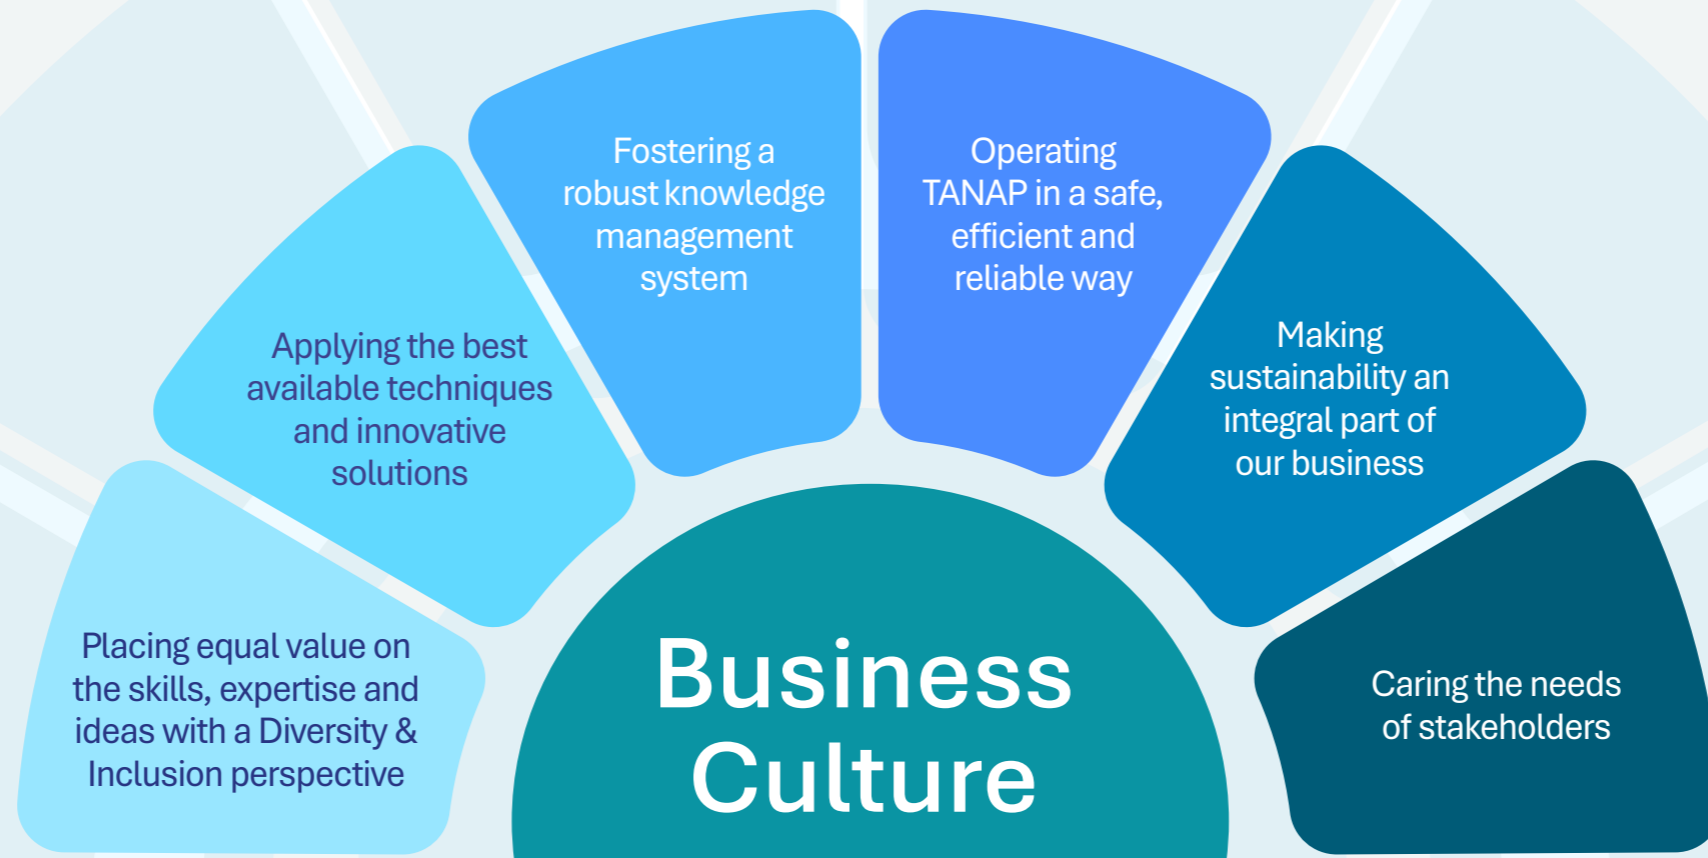 Placing equal value on
the skills, expertise and
ideas with a Diversity &
Inclusion perspective
Applying the best
available techniques
and innovative
solutions
Fostering a
robust knowledge
management
system
Operating
TANAP in a safe,
efficient and
reliable way
Making
sustainability an
integral part of
our business
Caring the needs
of stakeholders
Business
Culture